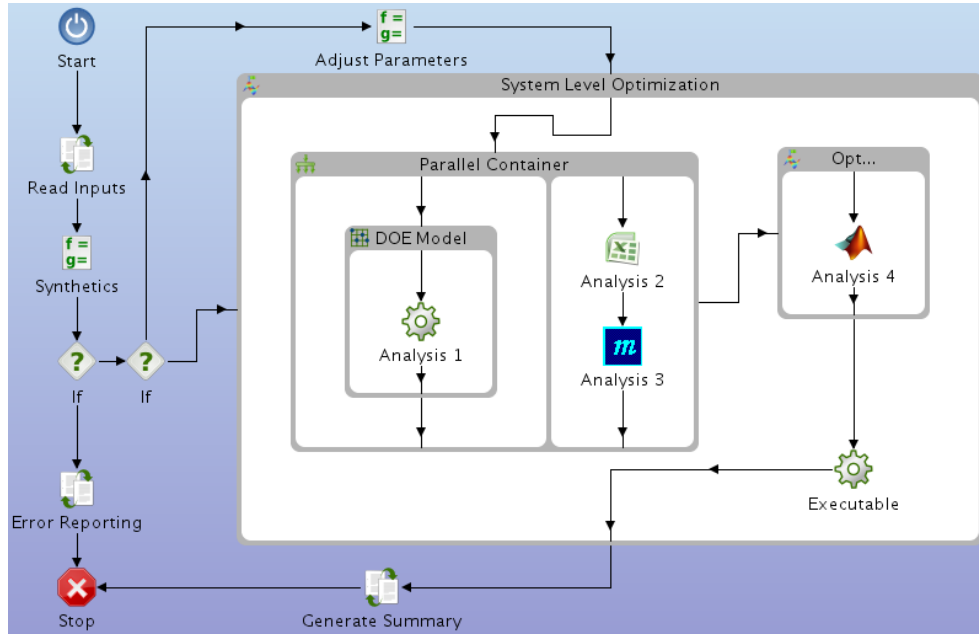 f =
g=
Start
Adjust Parameters
System Level Optimization
Parallel Container
Opt...
Read Inputs
DOE Model
f =
g=
Synthetics
Analysis 2
Analysis 4
?
?
Analysis 1
m
Analysis 3
If
If
Executable
Error Reporting
Stop
Generate Summary